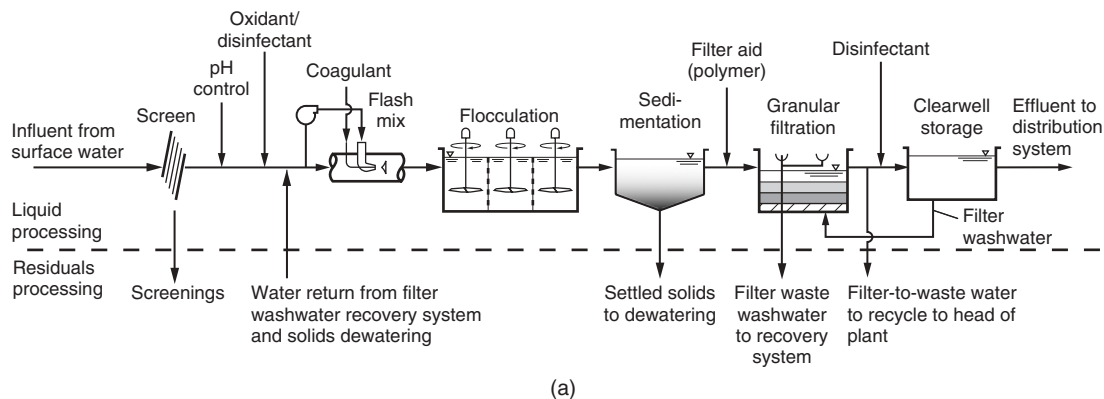 Oxidant/
disinfectant
pH
control
Coagulant
Flash
mix
Screen
Influent from
surface water
Flocculation
Sedi-
mentation
Filter aid
(polymer)
Granular
filtration
Disinfectant
Clearwell
storage
Effluent to
distribution
system
Filter
washwater
Liquid
processing
Residuals
processing
Screenings
Water return from filter
washwater recovery system
and solids dewatering
Settled solids
to dewatering
Filter waste
washwater
to recovery
system
Filter-to-waste water
to recycle to head of
plant
(a)